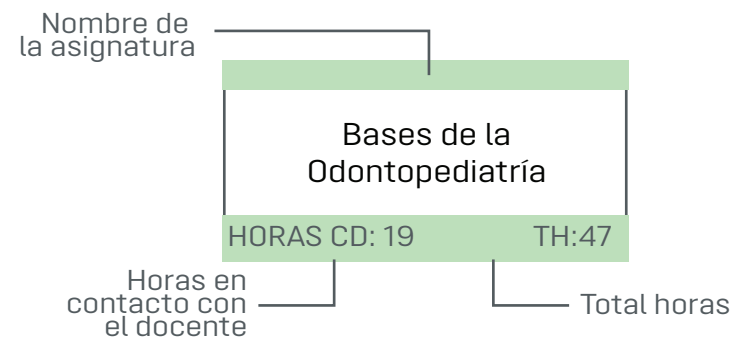 Nombre de
la asignatura
Bases de la
Odontopediatría
HORAS CD: 19 TH:47
Horas en
contacto con
el docente
Total horas